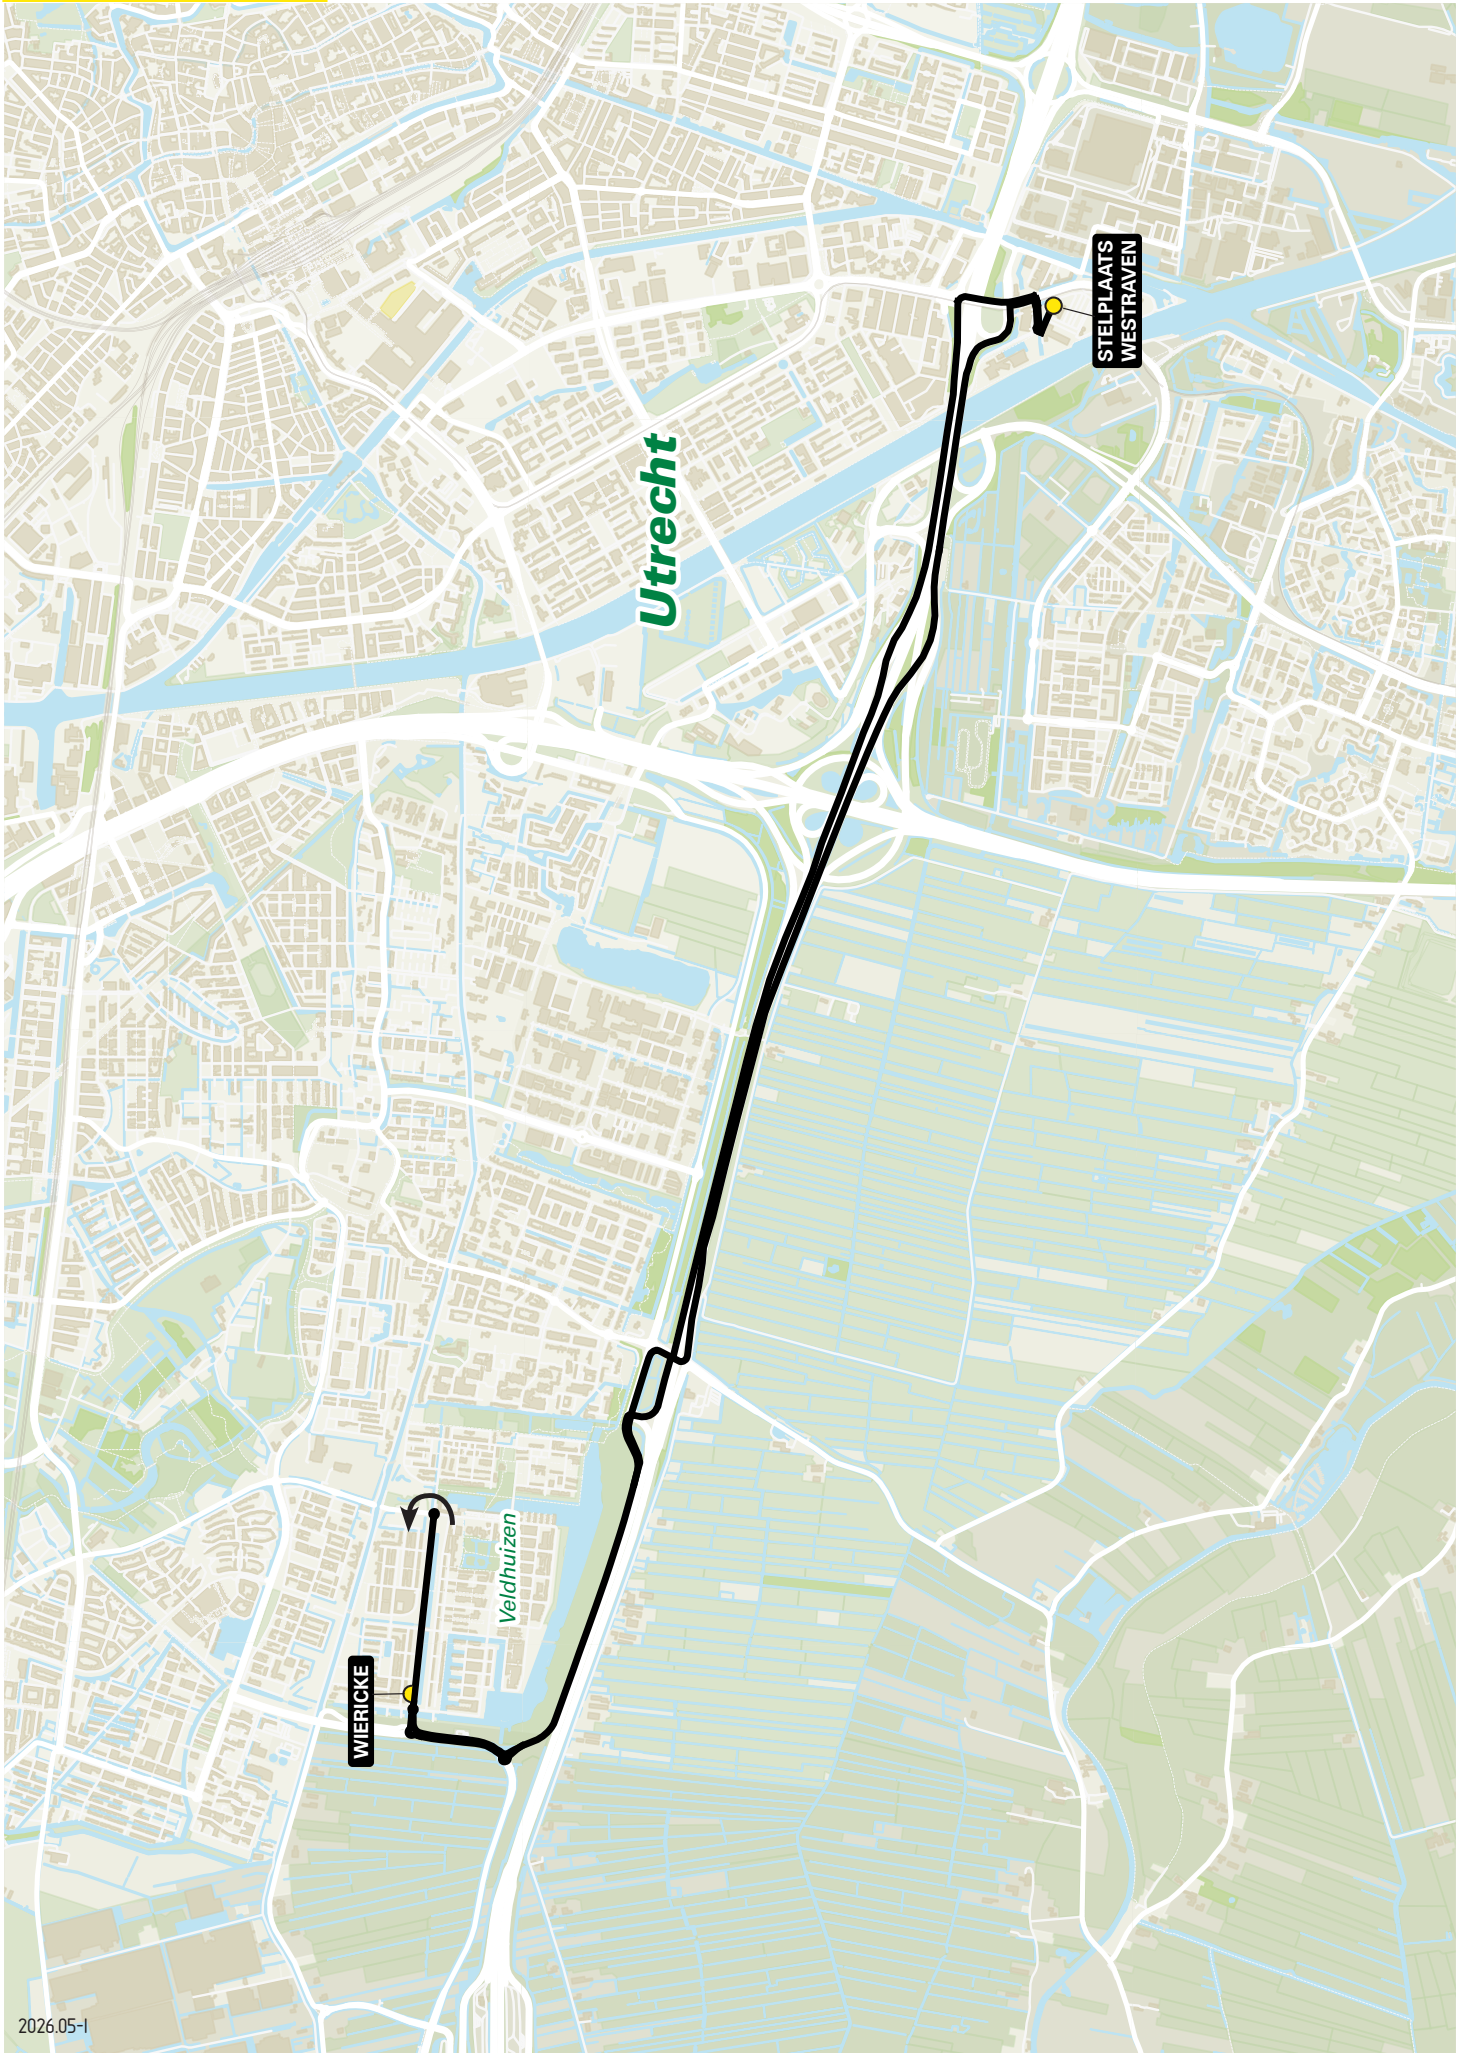 STELPLAATS
WESTRAVEN
Utrecht
Veldhuizen
WIERICKE
2026.05-I